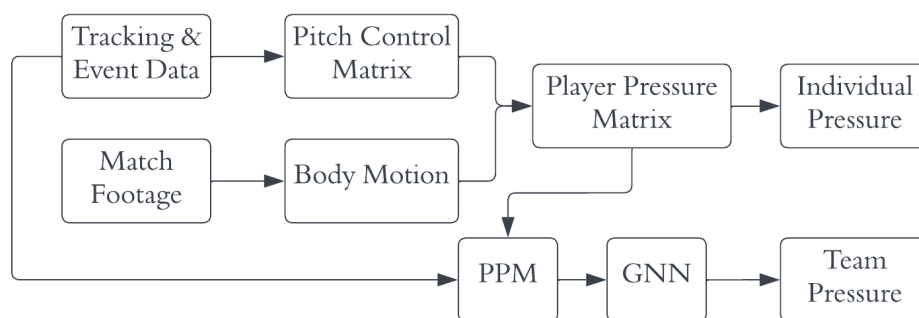 Tracking &
Event Data
Pitch Control
Matrix
Player Pressure
Matrix
Individual
Pressure
Match
Footage
Body Motion
PPM
GNN
Team
Pressure